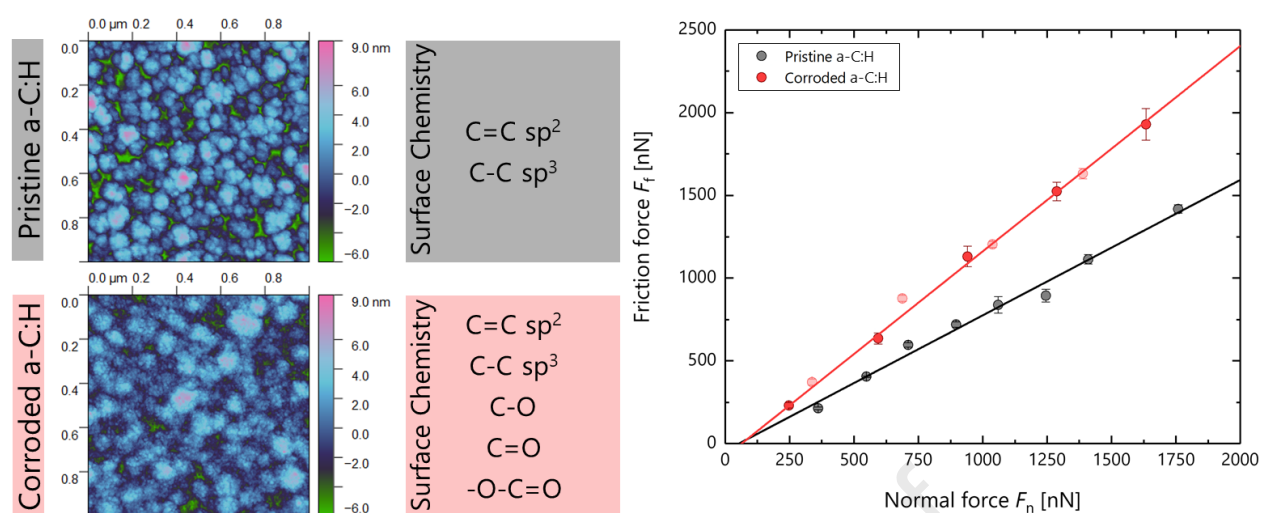 0.0 µm 0.2 0.4 0.6 0.8
Pristine a-C:H
0.0
0.2
0.4
0.6
0.8
9.0 nm
6.0
4.0
2.0
0.0
−2.0
−6.0
Surface Chemistry
C=C sp²
C-C sp³
0.0 µm 0.2 0.4 0.6 0.8
Corroded a-C:H
0.0
0.2
0.4
0.6
0.8
9.0 nm
6.0
4.0
2.0
0.0
−2.0
−6.0
Surface Chemistry
C=C sp²
C-C sp³
C-O
C=O
-O-C=O
Friction force Ff [nN]
2500
2000
1500
1000
500
0
Pristine a-C:H
Corroded a-C:H
0 250 500 750 1000 1250 1500 1750 2000
Normal force Fn [nN]